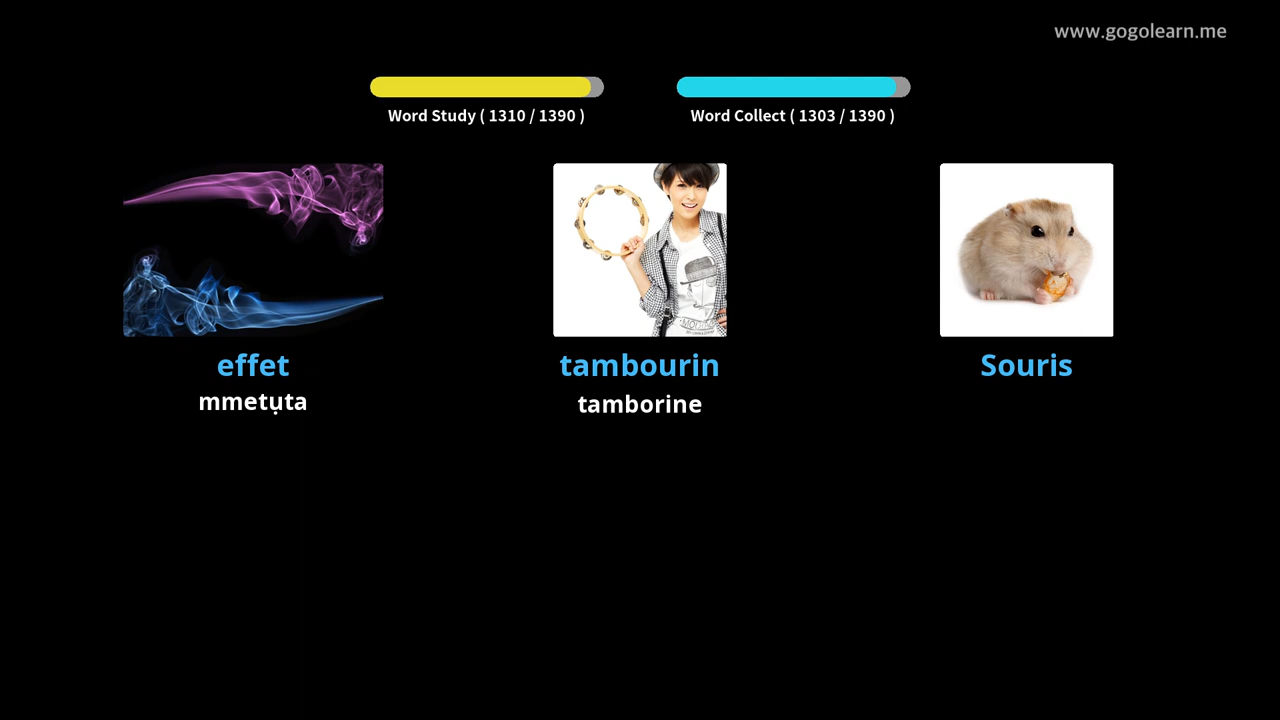 www.gogolearn.me
Word Study ( 1310 / 1390 )
Word Collect ( 1303 / 1390 )
effet
tambourin
Souris
mmetụta
tamborine